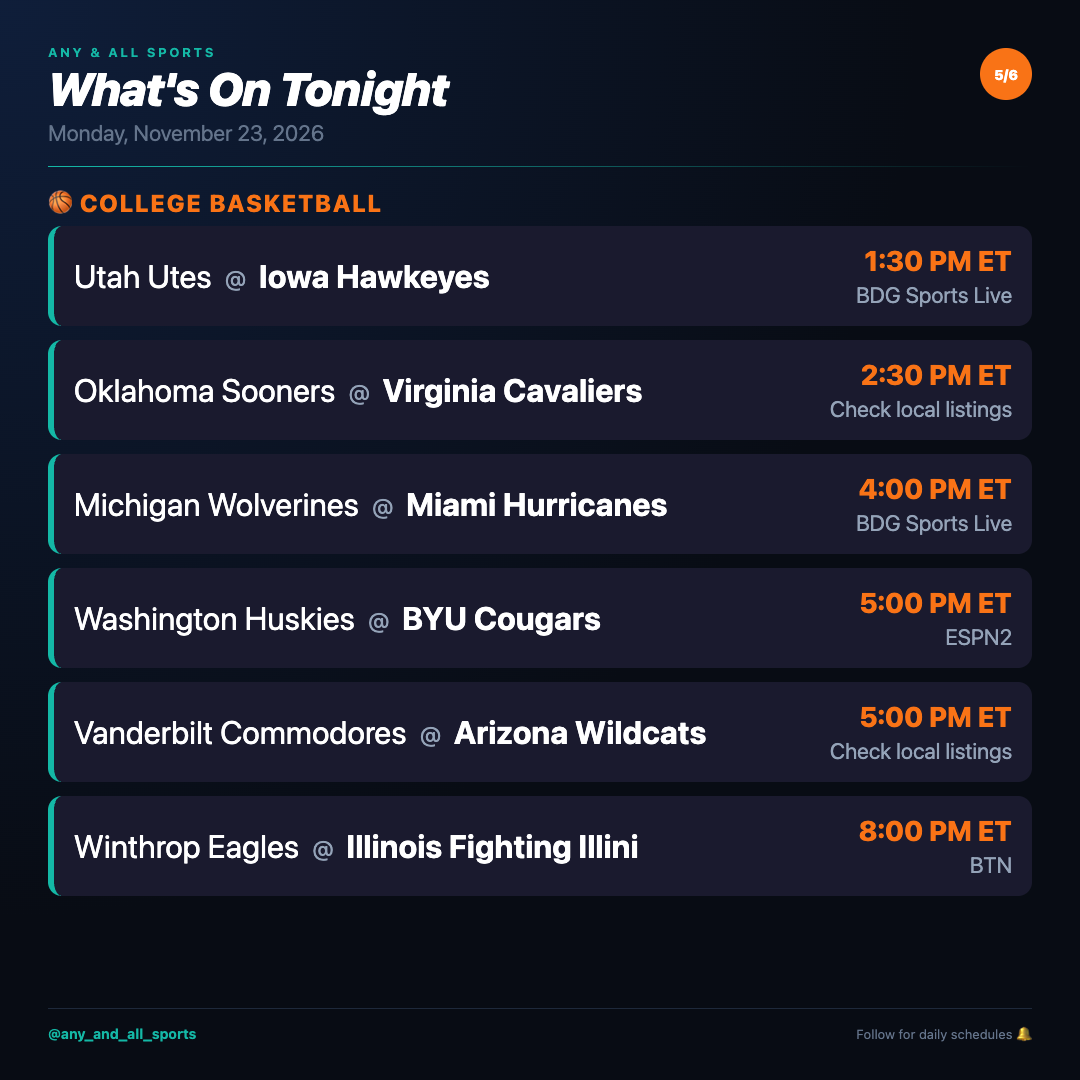 ANY & ALL SPORTS
What's On Tonight
Monday, November 23, 2026
5/6
🏀 COLLEGE BASKETBALL
Utah Utes @ Iowa Hawkeyes
1:30 PM ET
BDG Sports Live
Oklahoma Sooners @ Virginia Cavaliers
2:30 PM ET
Check local listings
Michigan Wolverines @ Miami Hurricanes
4:00 PM ET
BDG Sports Live
Washington Huskies @ BYU Cougars
5:00 PM ET
ESPN2
Vanderbilt Commodores @ Arizona Wildcats
5:00 PM ET
Check local listings
Winthrop Eagles @ Illinois Fighting Illini
8:00 PM ET
BTN
@any_and_all_sports
Follow for daily schedules 🔔